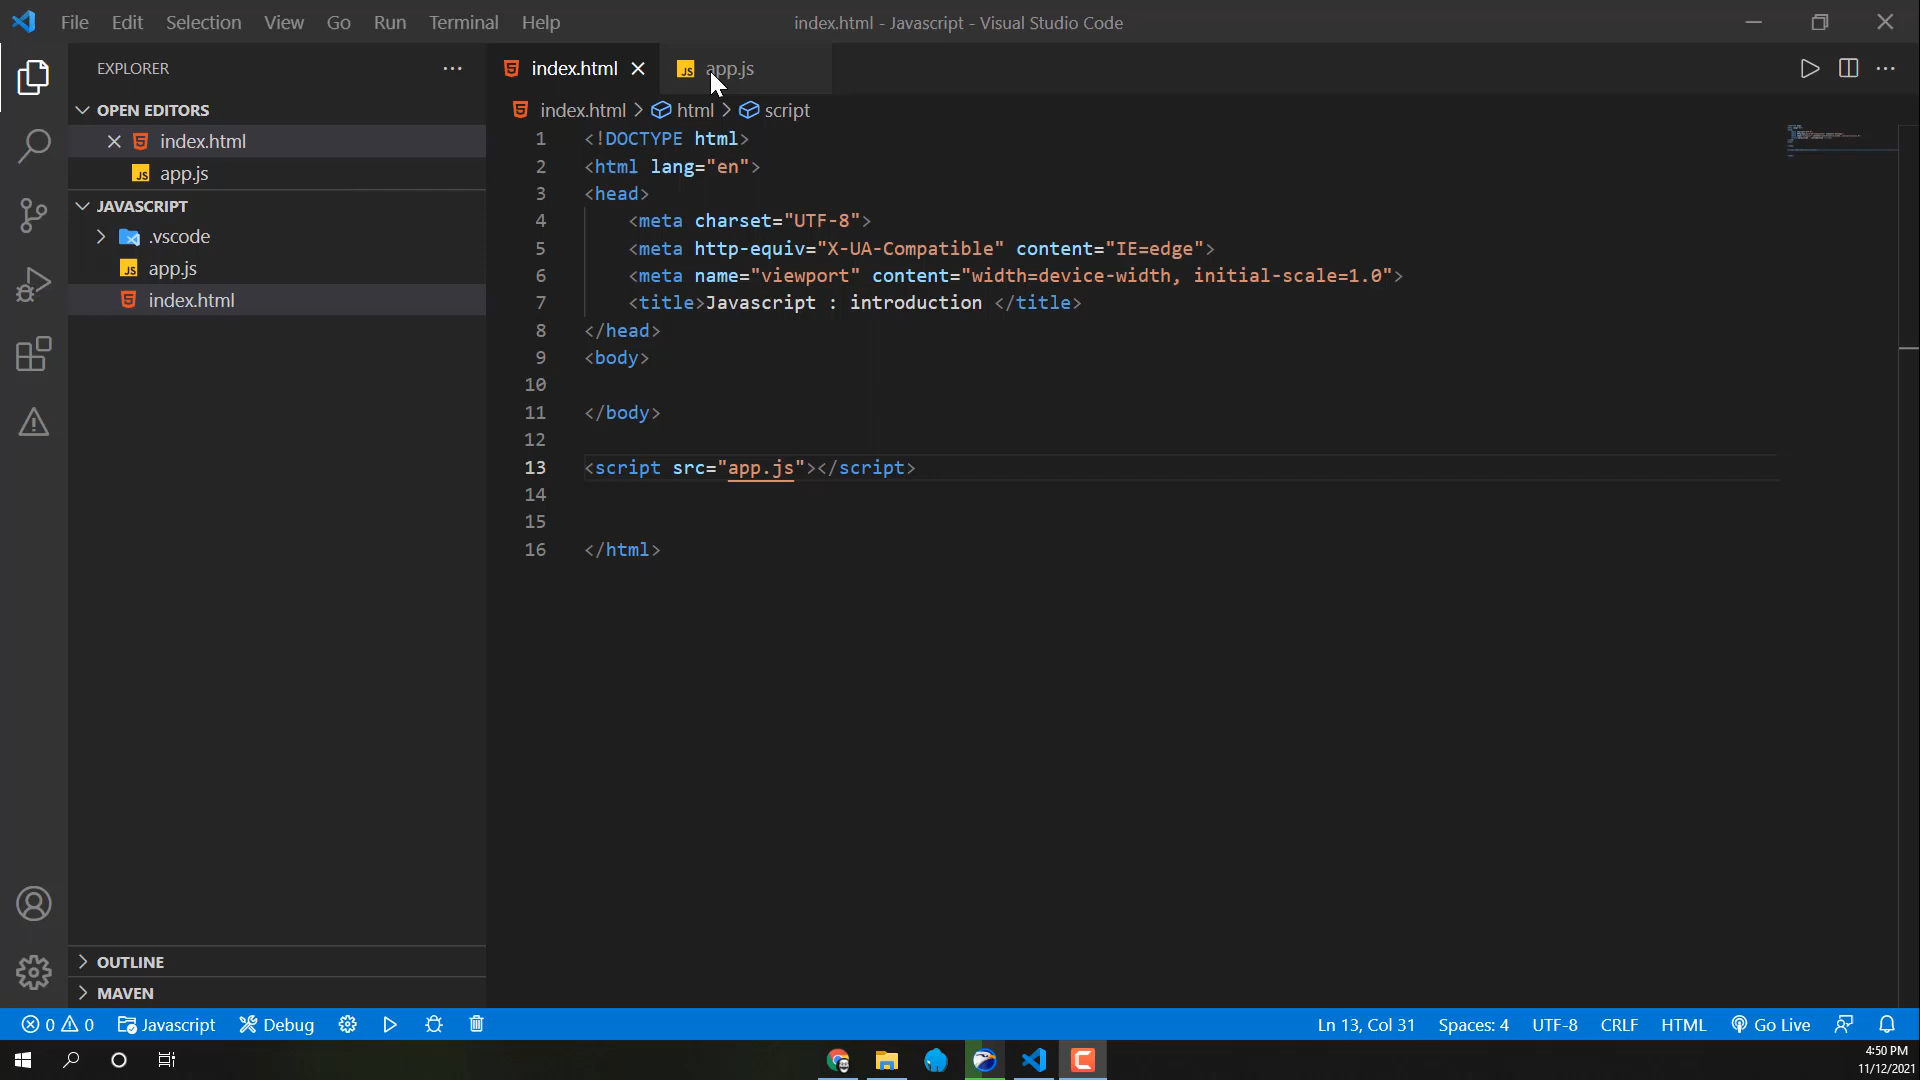 File Edit Selection View Go Run Terminal Help
index.html - Javascript - Visual Studio Code
EXPLORER
OPEN EDITORS
index.html
app.js
JAVASCRIPT
.vscode
app.js
index.html
OUTLINE
MAVEN
index.html
app.js
index.html > html > script
1 <!DOCTYPE html>
2 <html lang="en">
3 <head>
4 <meta charset="UTF-8">
5 <meta http-equiv="X-UA-Compatible" content="IE=edge">
6 <meta name="viewport" content="width=device-width, initial-scale=1.0">
7 <title>Javascript : introduction </title>
8 </head>
9 <body>
10
11 </body>
12
13 <script src="app.js"></script>
14
15
16 </html>
0 0 Javascript Debug
Ln 13, Col 31 Spaces: 4 UTF-8 CRLF HTML Go Live
4:50 PM
11/12/2021